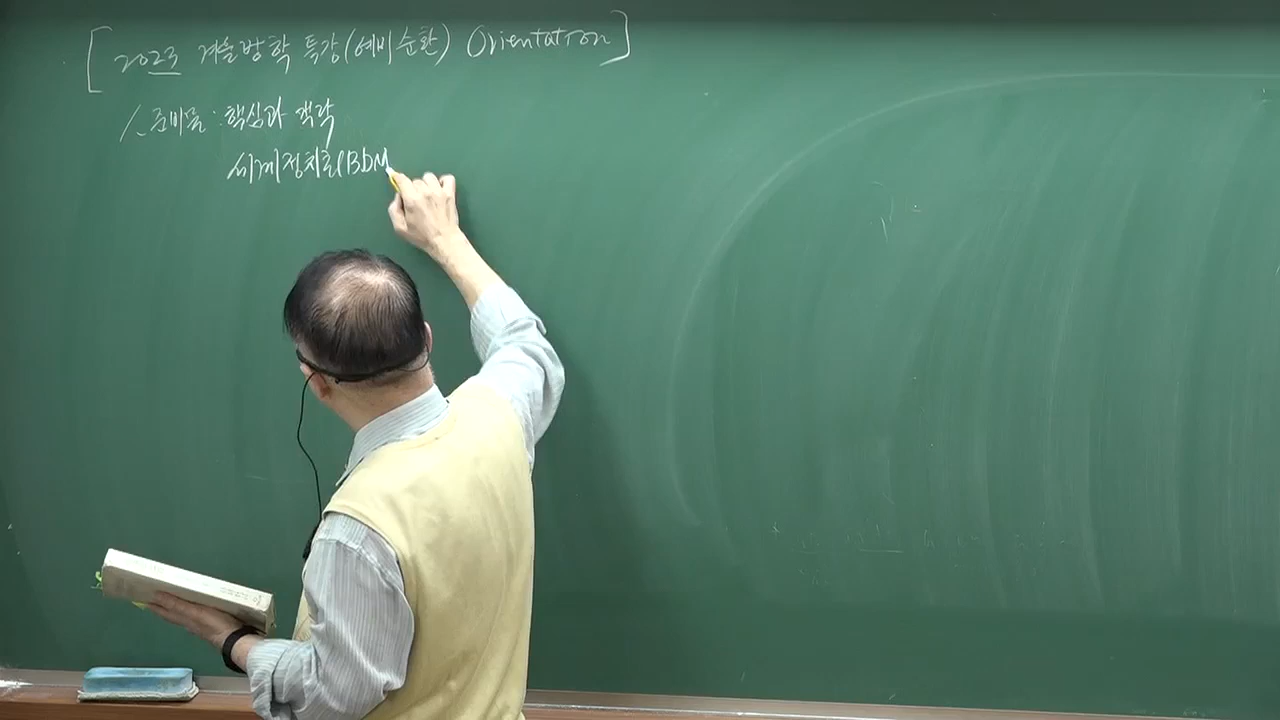 [2023 겨울방학 특강(예비순환) Orientation]
1. 준비물 : 핵심과 맥락
세계정치론(BDM